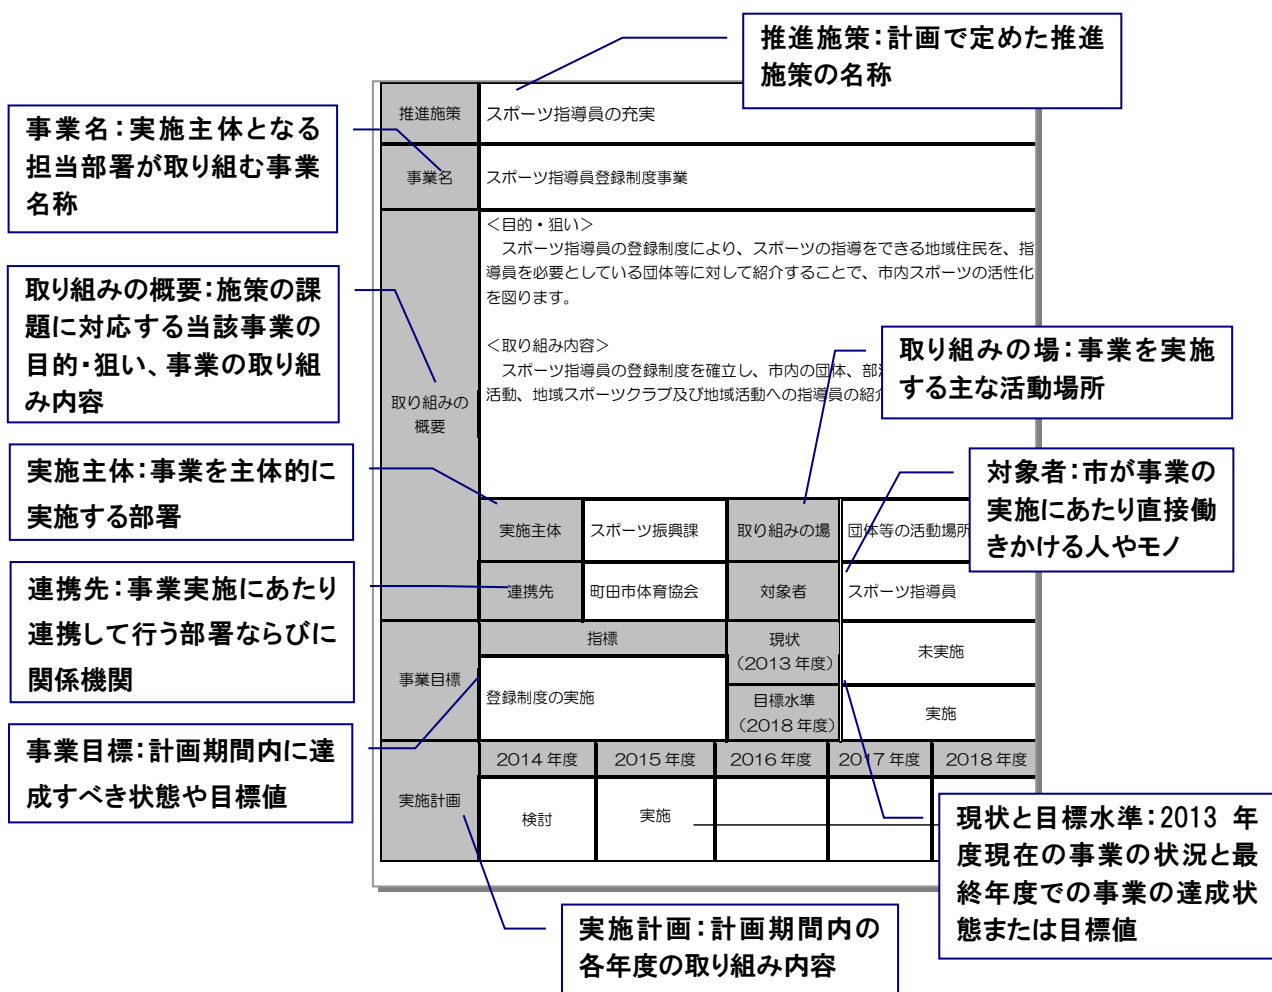 推進施策：計画で定めた推進
施策の名称
事業名：実施主体となる
担当部署が取り組む事業
名称
取り組みの概要：施策の課
題に対応する当該事業の
目的・狙い、事業の取り組
み内容
実施主体：事業を主体的に
実施する部署
連携先：事業実施にあたり
連携して行う部署ならびに
関係機関
事業目標：計画期間内に達
成すべき状態や目標値
推進施策
スポーツ指導員の充実
事業名
スポーツ指導員登録制度事業
取り組みの
概要
＜目的・狙い＞
スポーツ指導員の登録制度により、スポーツの指導をできる地域住民を、指
導員を必要としている団体等に対して紹介することで、市内スポーツの活性化
を図ります。
＜取り組み内容＞
スポーツ指導員の登録制度を確立し、市内の団体、部
活動、地域スポーツクラブ及び地域活動への指導員の紹
実施主体
スポーツ振興課
取り組みの場
団体等の活動場所
連携先
町田市体育協会
対象者
スポーツ指導員
事業目標
指標
現状
（2013 年度）
未実施
登録制度の実施
目標水準
（2018 年度）
実施
実施計画
2014 年度
2015 年度
2016 年度
2017 年度
2018 年度
検討
実施
取り組みの場：事業を実施
する主な活動場所
対象者：市が事業の
実施にあたり直接働
きかける人やモノ
現状と目標水準：2013 年
度現在の事業の状況と最
終年度での事業の達成状
態または目標値
実施計画：計画期間内の
各年度の取り組み内容